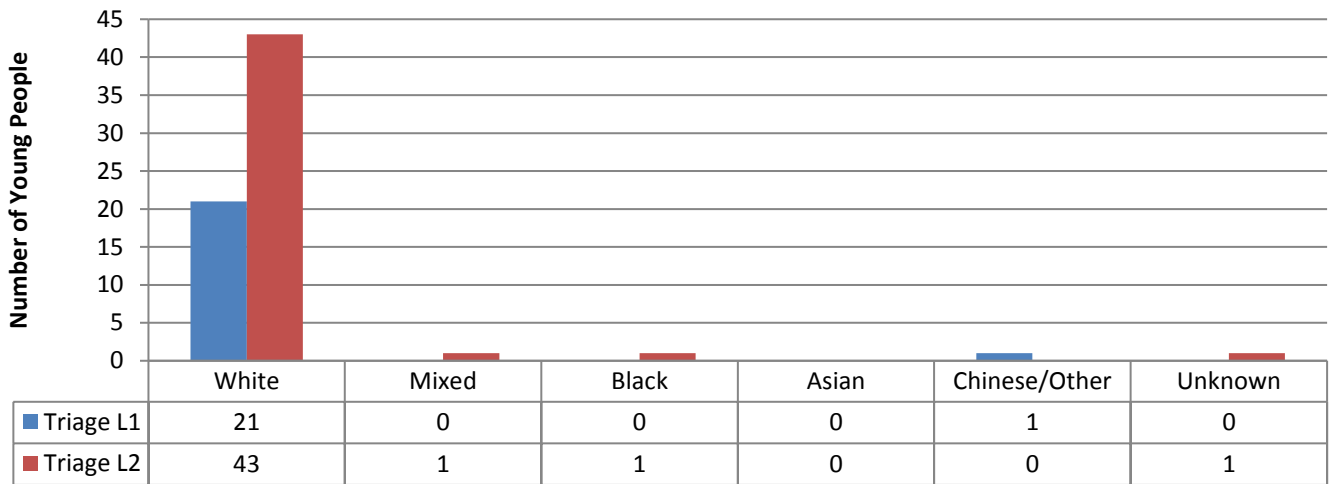 Number of Young People
45
40
35
30
25
20
15
10
5
0
White Mixed Black Asian Chinese/Other Unknown
Triage L1 21 0 0 0 1 0
Triage L2 43 1 1 0 0 1